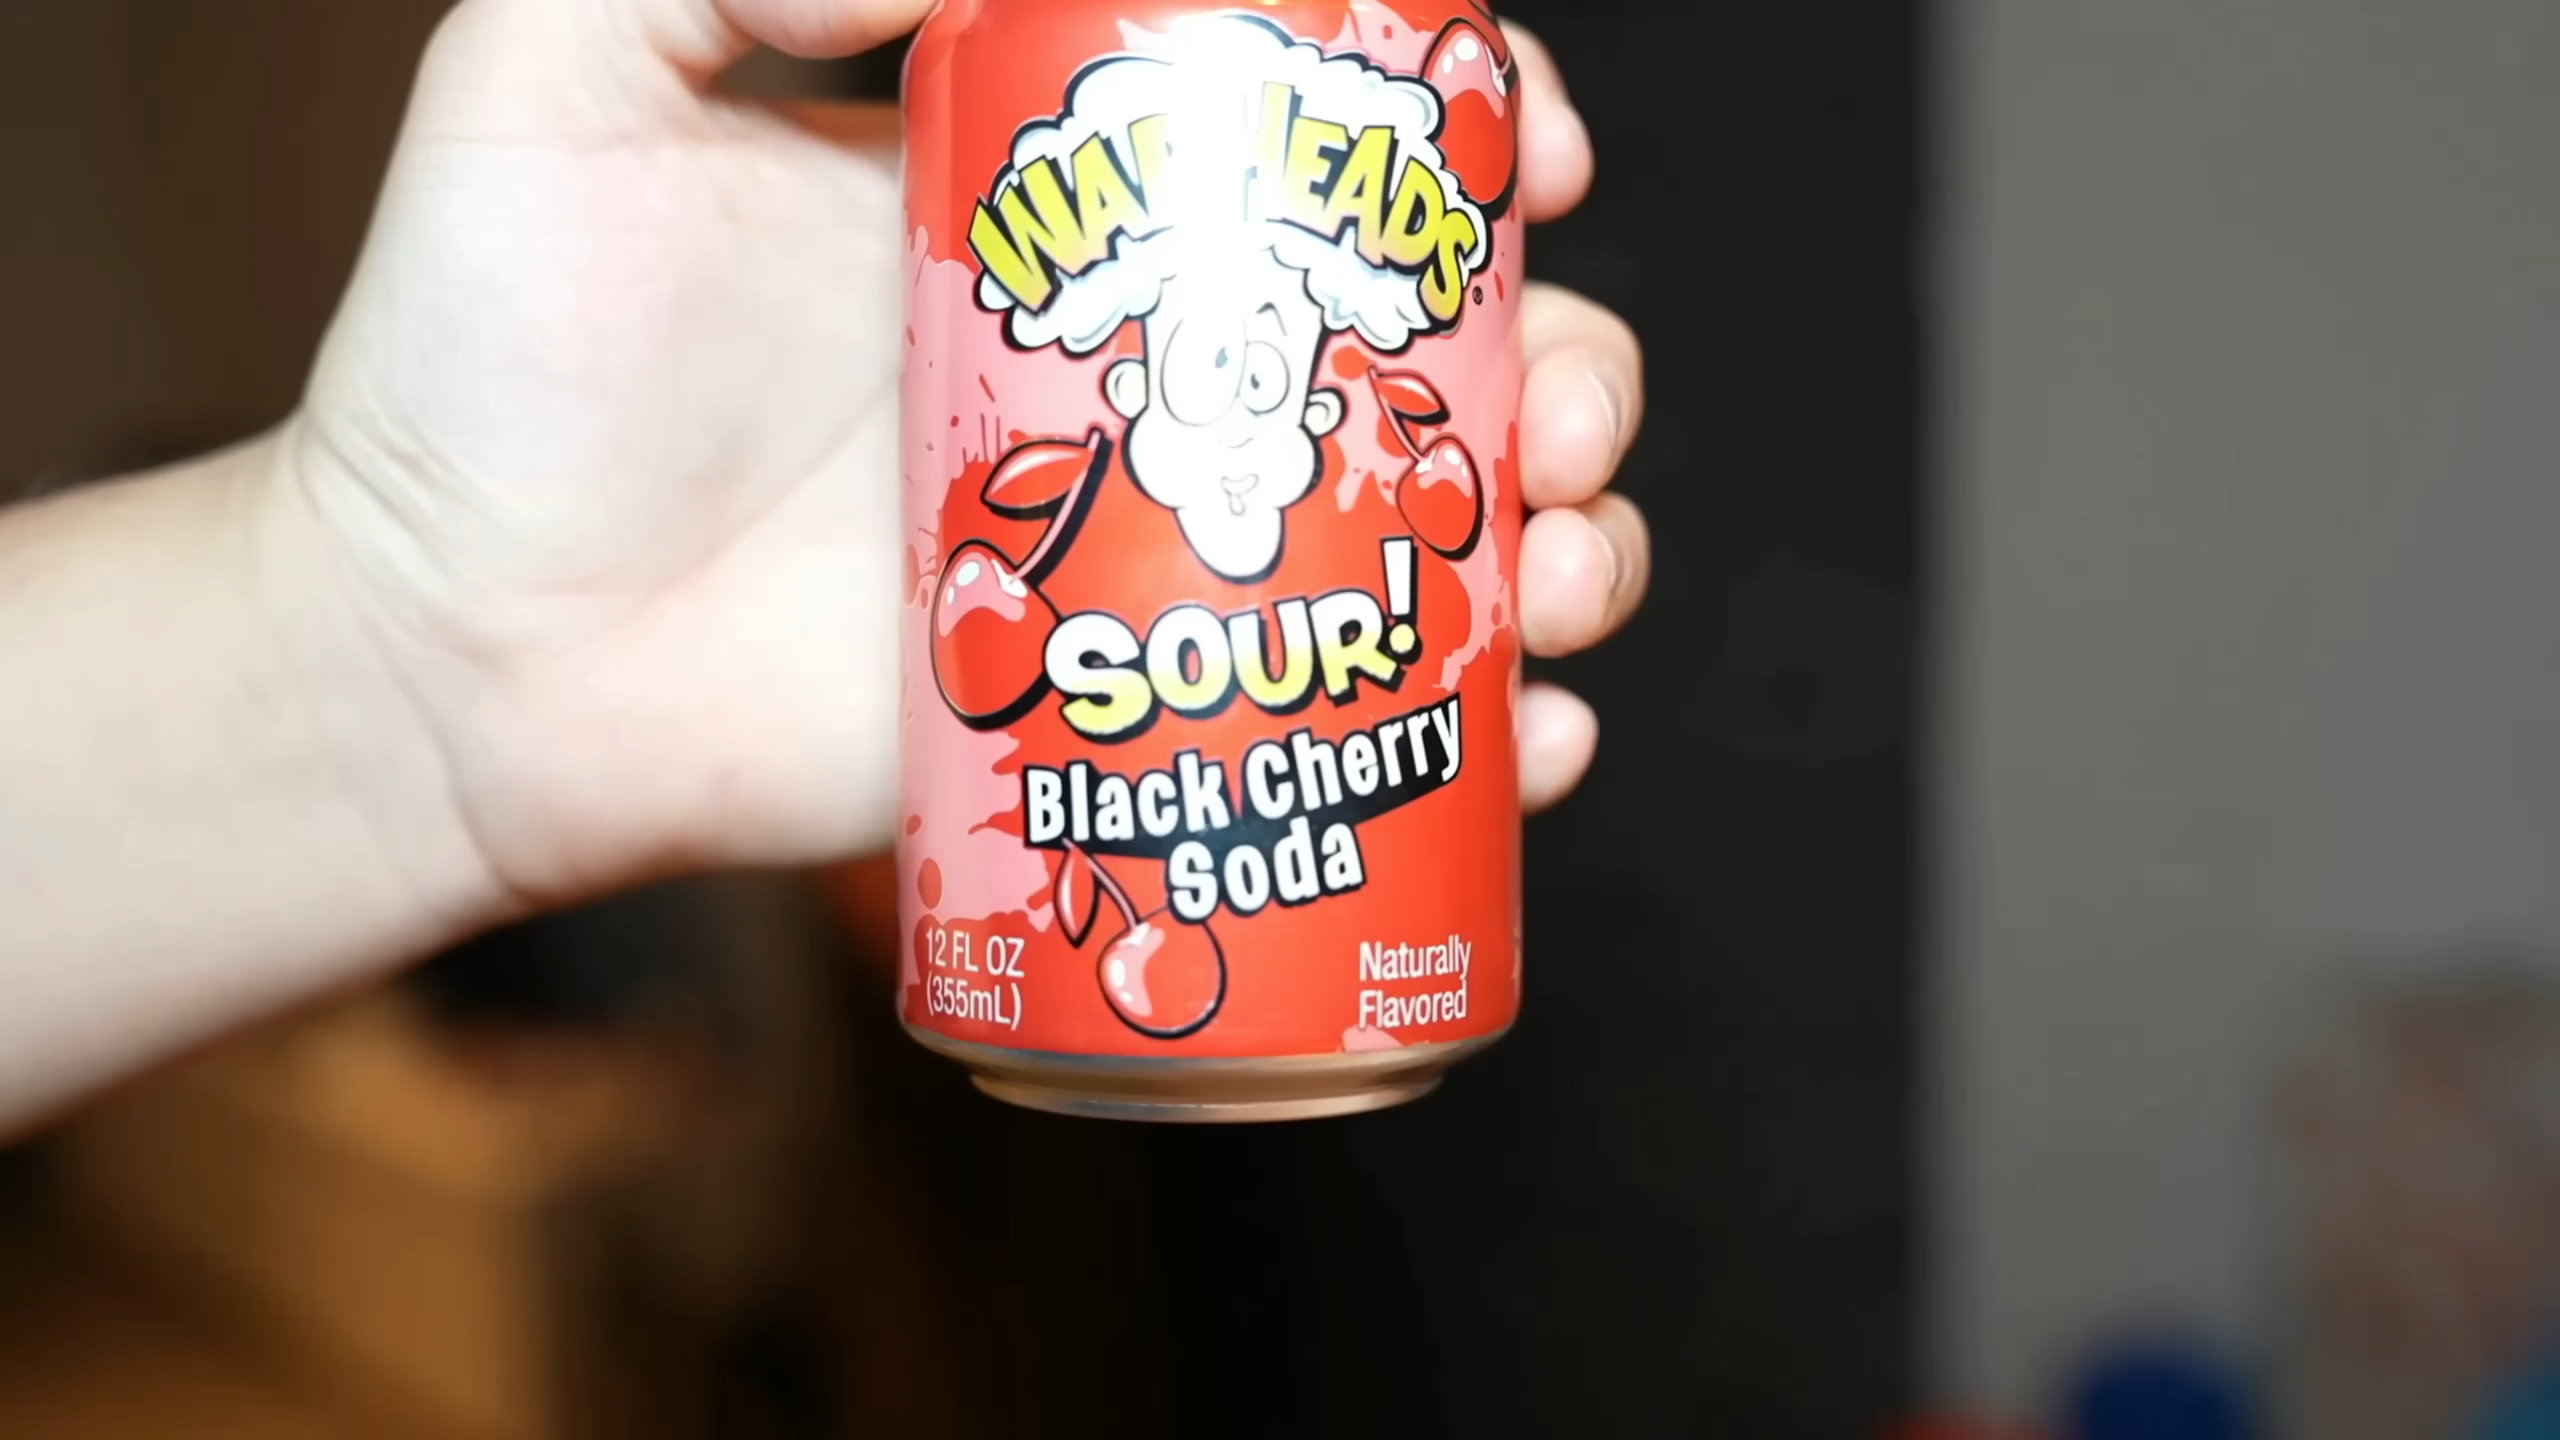 WARHEADS
SOUR!
Black Cherry
Soda
12 FL OZ
(355mL)
Naturally
Flavored